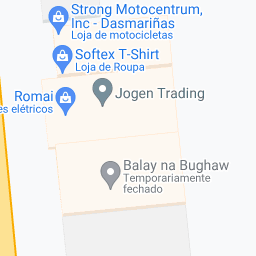 Strong Motocentrum,
Inc - Dasmariñas
Loja de motocicletas
Softex T-Shirt
Loja de Roupa
Jogen Trading
Romai
es elétricos
Balay na Bughaw
Temporariamente
fechado